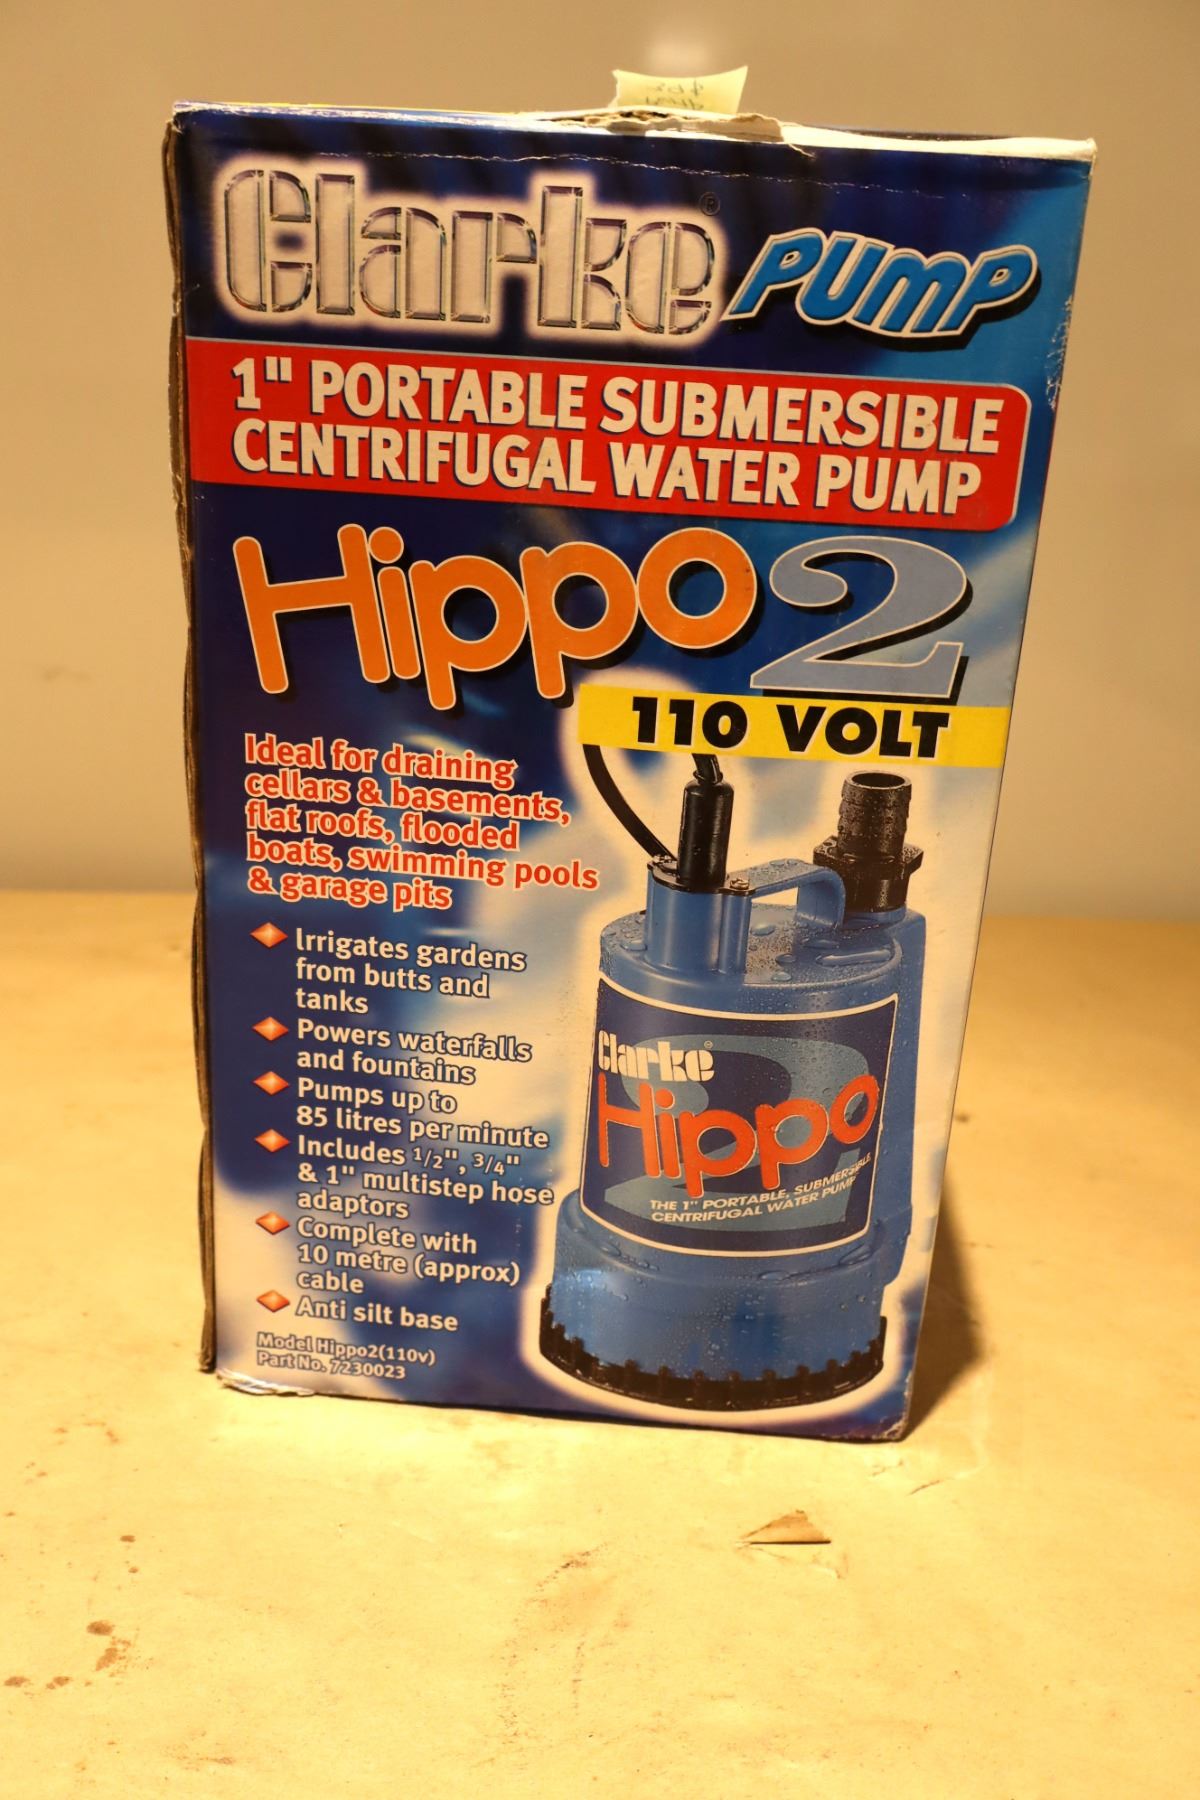 Clarke® PUMP
1" PORTABLE SUBMERSIBLE
CENTRIFUGAL WATER PUMP
Hippo 2
110 VOLT
Ideal for draining
cellars & basements,
flat roofs, flooded
boats, swimming pools
& garage pits
Irrigates gardens
from butts and
tanks
Powers waterfalls
and fountains
Pumps up to
85 litres per minute
Includes 1/2", 3/4"
& 1" multistep hose
adaptors
Complete with
10 metre (approx)
cable
Anti silt base
Model Hippo2(110v)
Part No. 7230023
Clarke®
Hippo
2
THE 1" PORTABLE, SUBMERSIBLE,
CENTRIFUGAL WATER PUMP